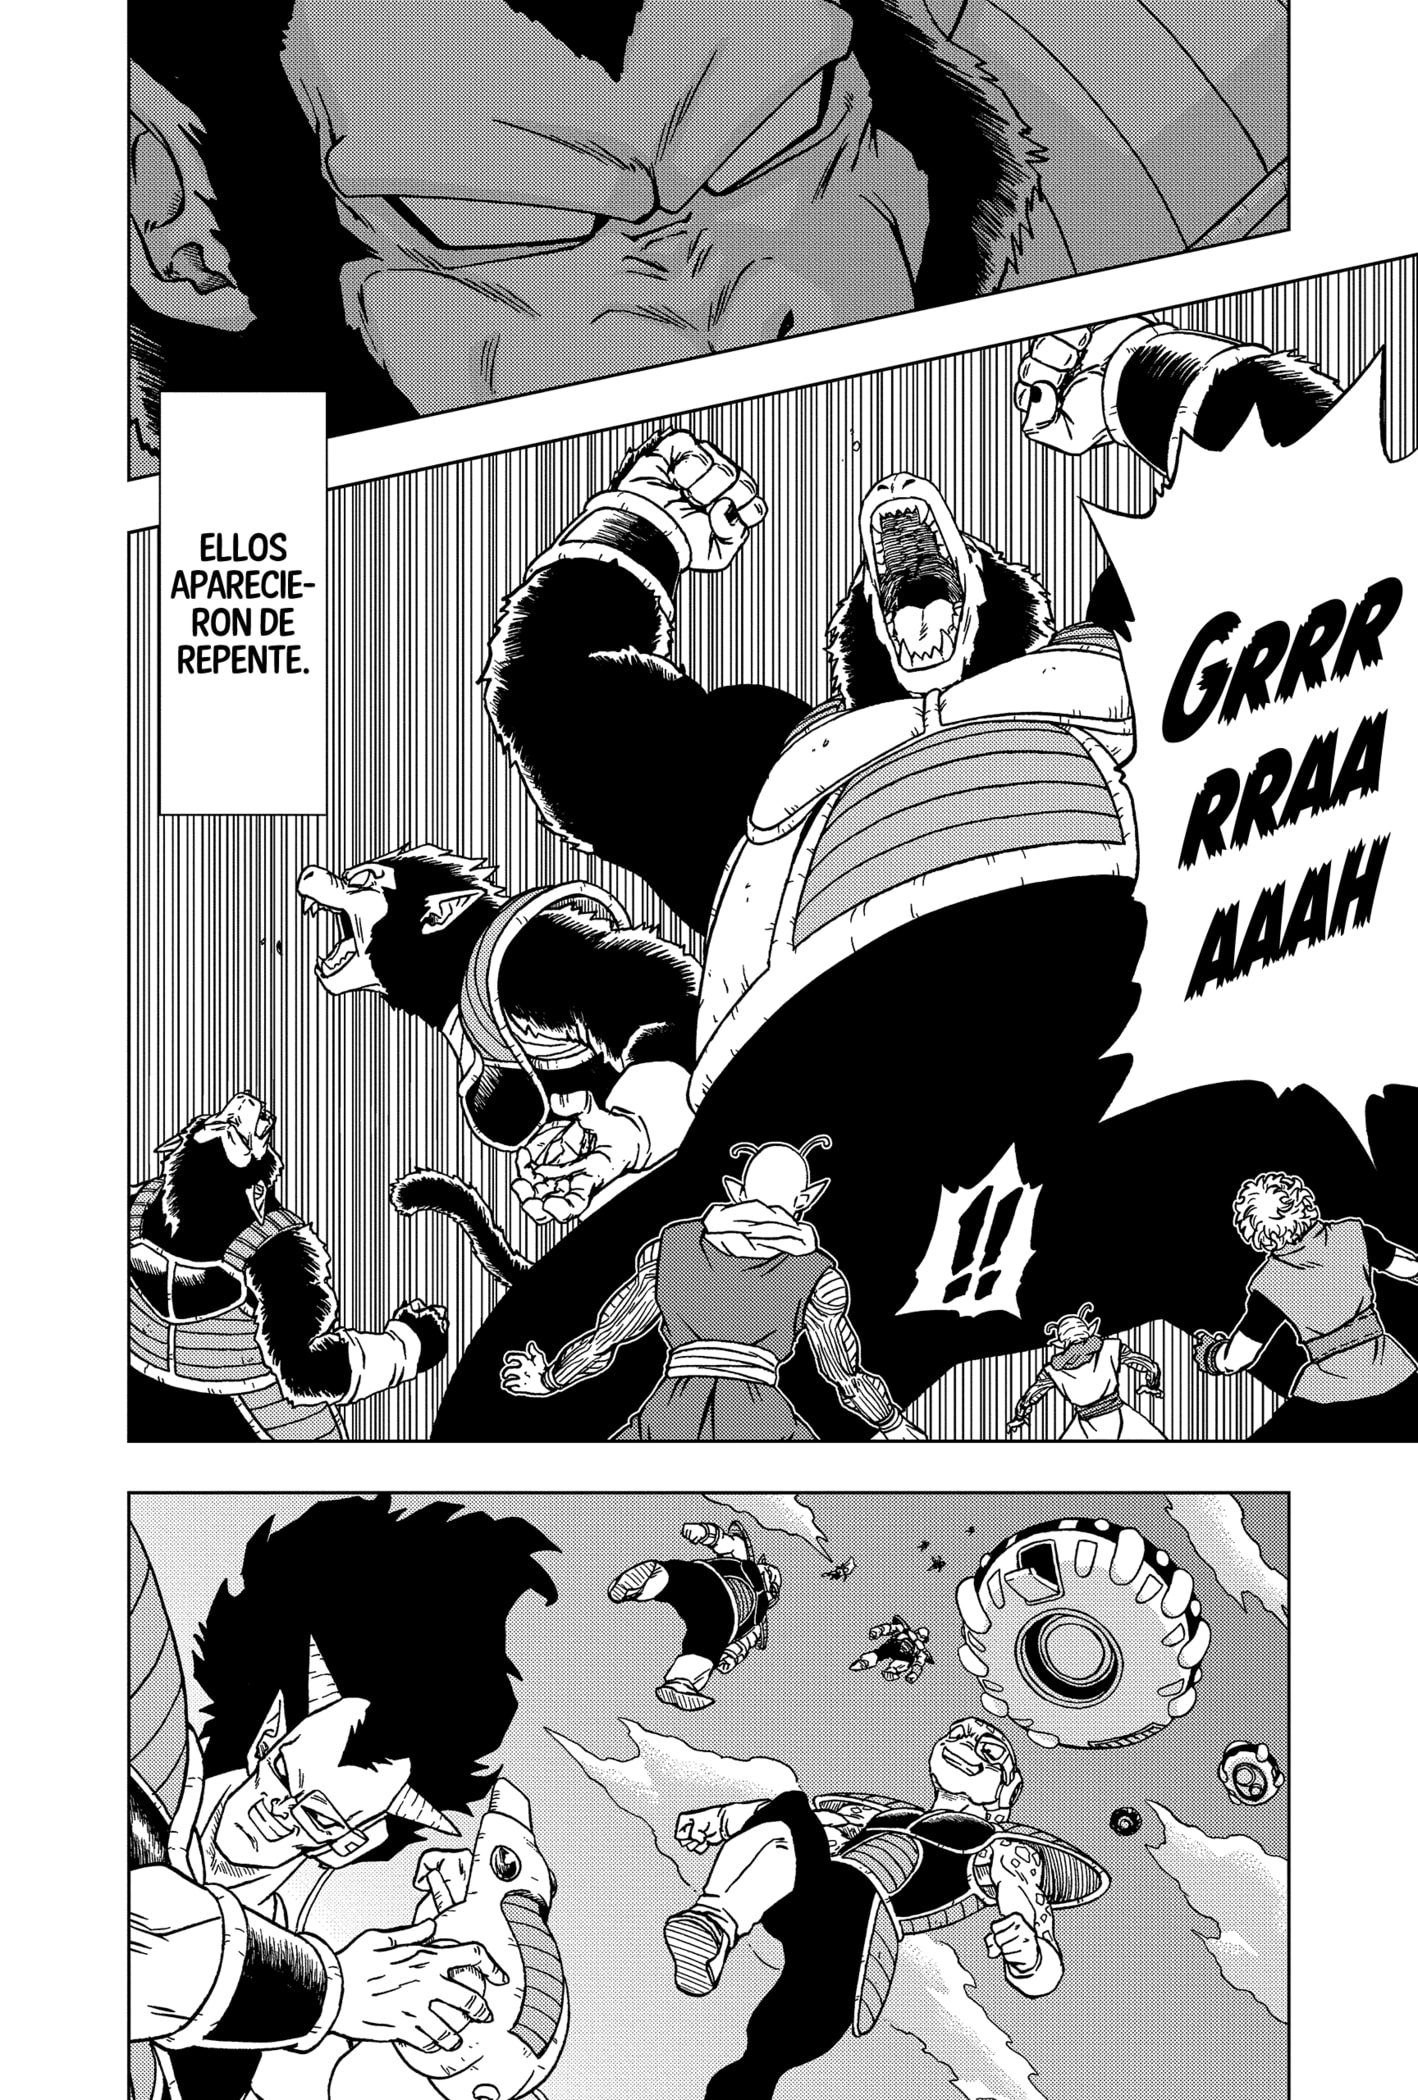 ELLOS
APARECIE-
RON DE
REPENTE.
GRRR
RRAA
AAAH
!!